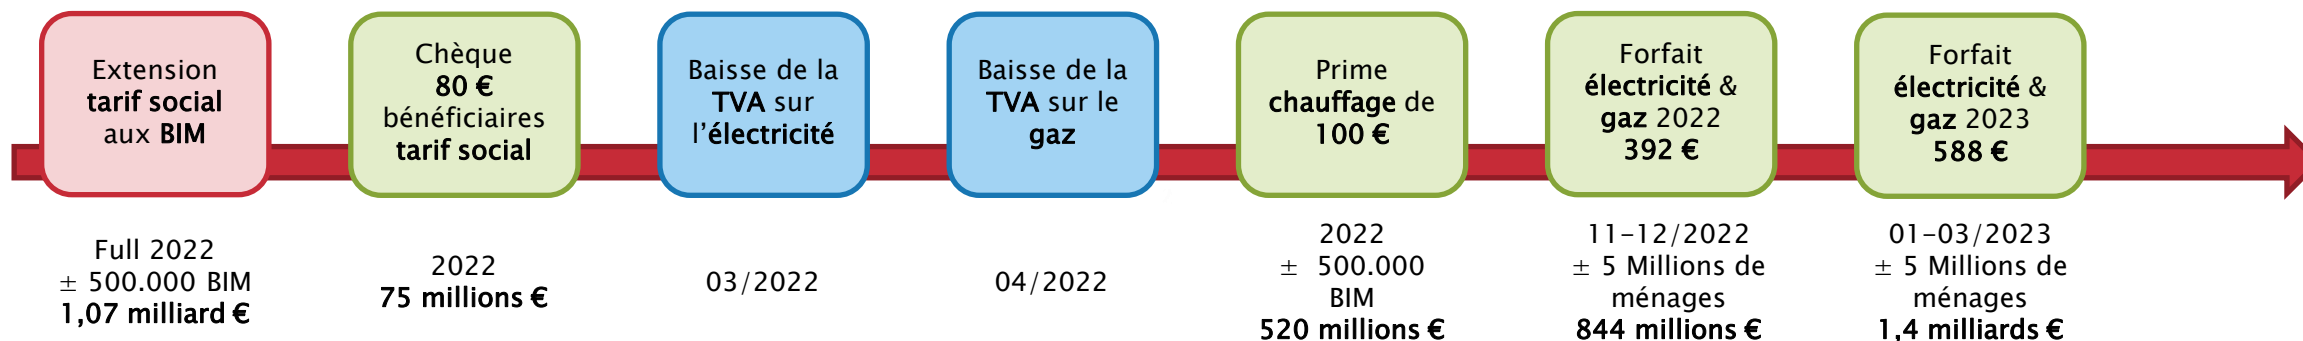 Extension
tarif social
aux BIM
Chèque
80 €
bénéficiaires
tarif social
Baisse de la
TVA sur
l'électricité
Baisse de la
TVA sur le
gaz
Prime
chauffage de
100 €
Forfait
électricité &
gaz 2022
392 €
Forfait
électricité &
gaz 2023
588 €
Full 2022
± 500.000 BIM
1,07 milliard €
2022
75 millions €
03/2022
04/2022
2022
± 500.000
BIM
520 millions €
11-12/2022
± 5 Millions de
ménages
844 millions €
01-03/2023
± 5 Millions de
ménages
1,4 milliards €